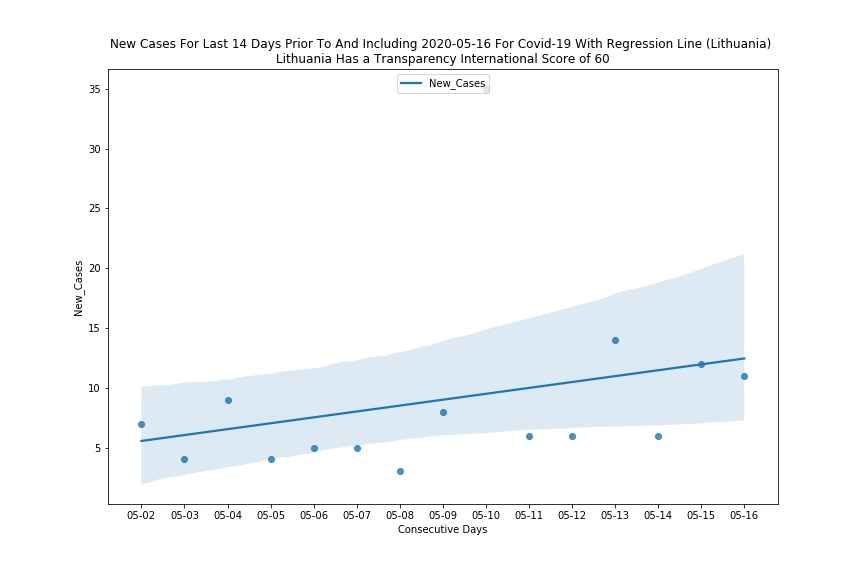 New Cases For Last 14 Days Prior To And Including 2020-05-16 For Covid-19 With Regression Line (Lithuania)
Lithuania Has a Transparency International Score of 60
New_Cases
35
30
25
20
15
10
5
New_Cases
05-02 05-03 05-04 05-05 05-06 05-07 05-08 05-09 05-10 05-11 05-12 05-13 05-14 05-15 05-16
Consecutive Days